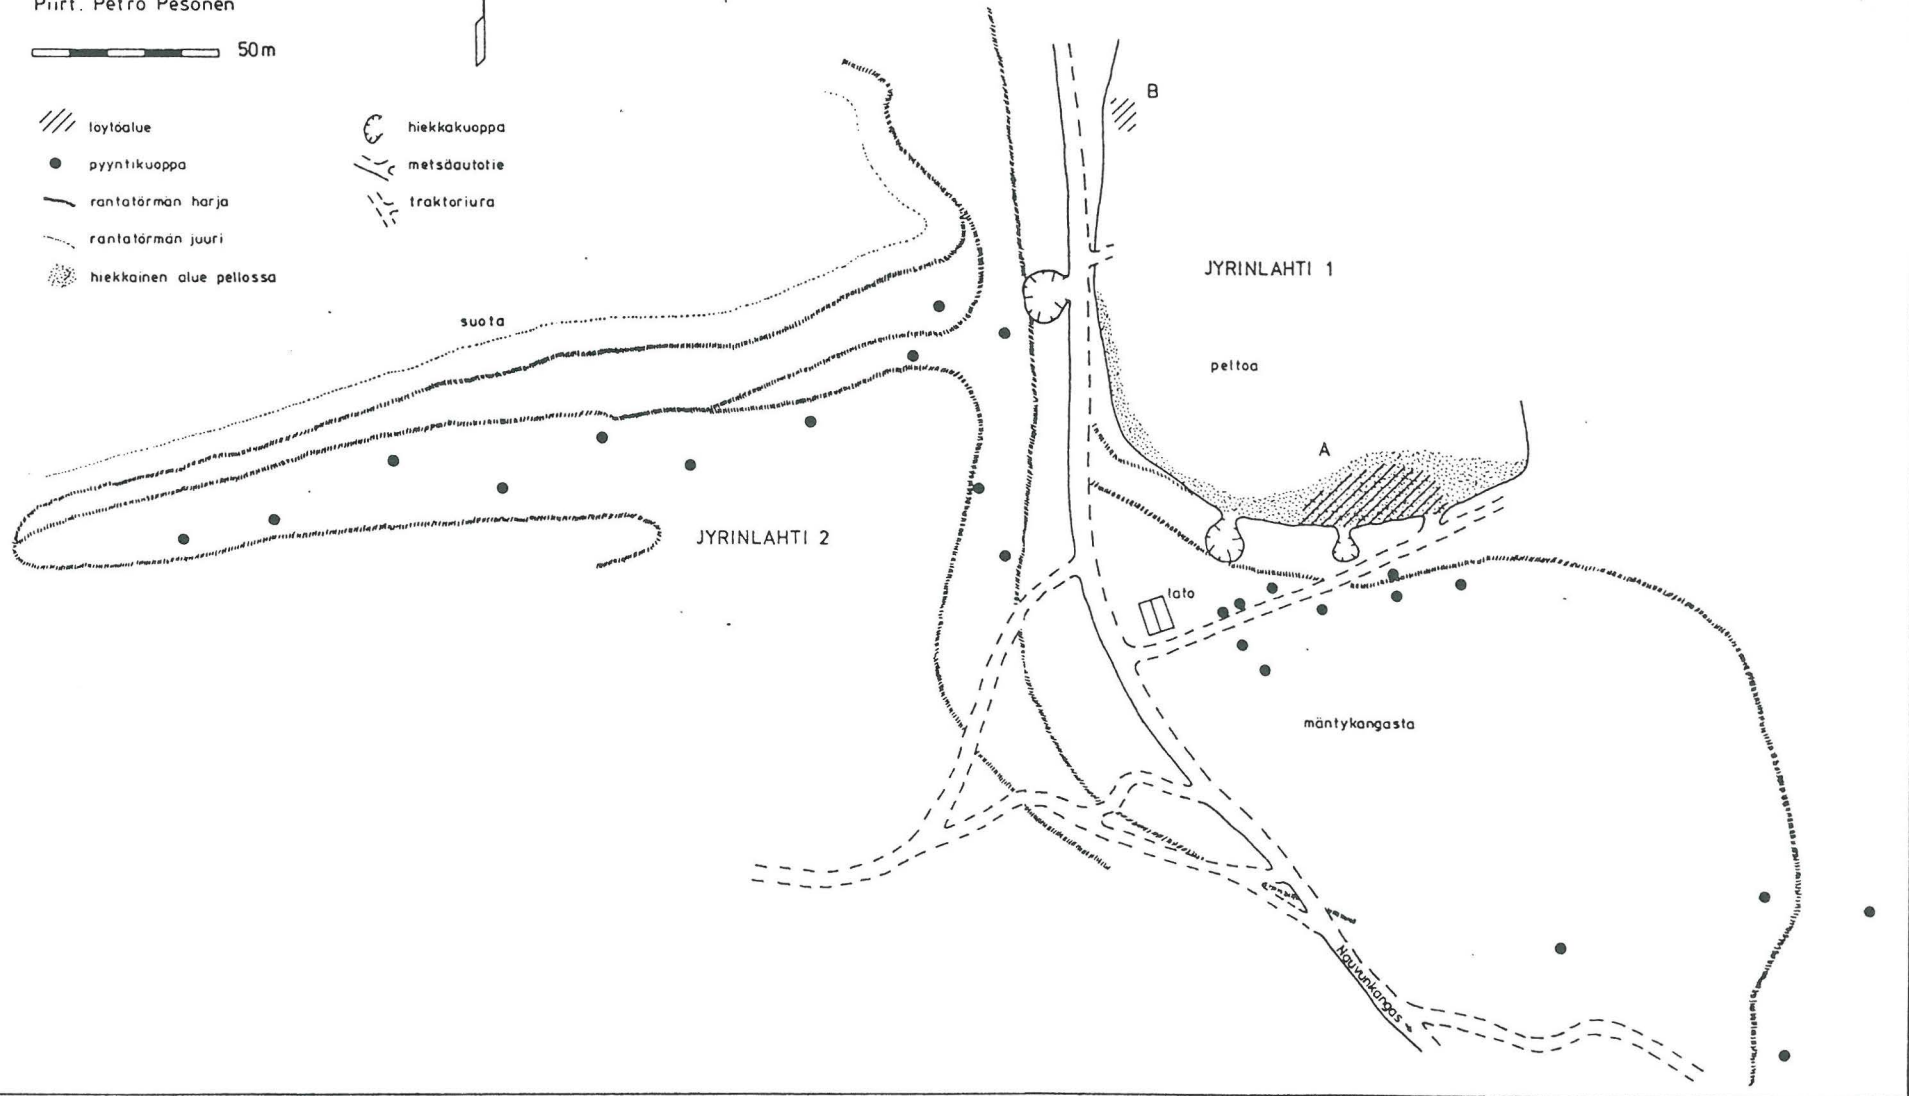 Piirt. Petro Pesonen
50m
löytöalue
pyyntikuoppa
rantatörmän harja
rantatörmän juuri
hiekkainen alue pellossa
hiekkakuoppa
metsäautotie
traktoriura
B
JYRINLAHTI 1
suota
peltoa
A
JYRINLAHTI 2
lato
mäntykangasta
Nauvunkangas